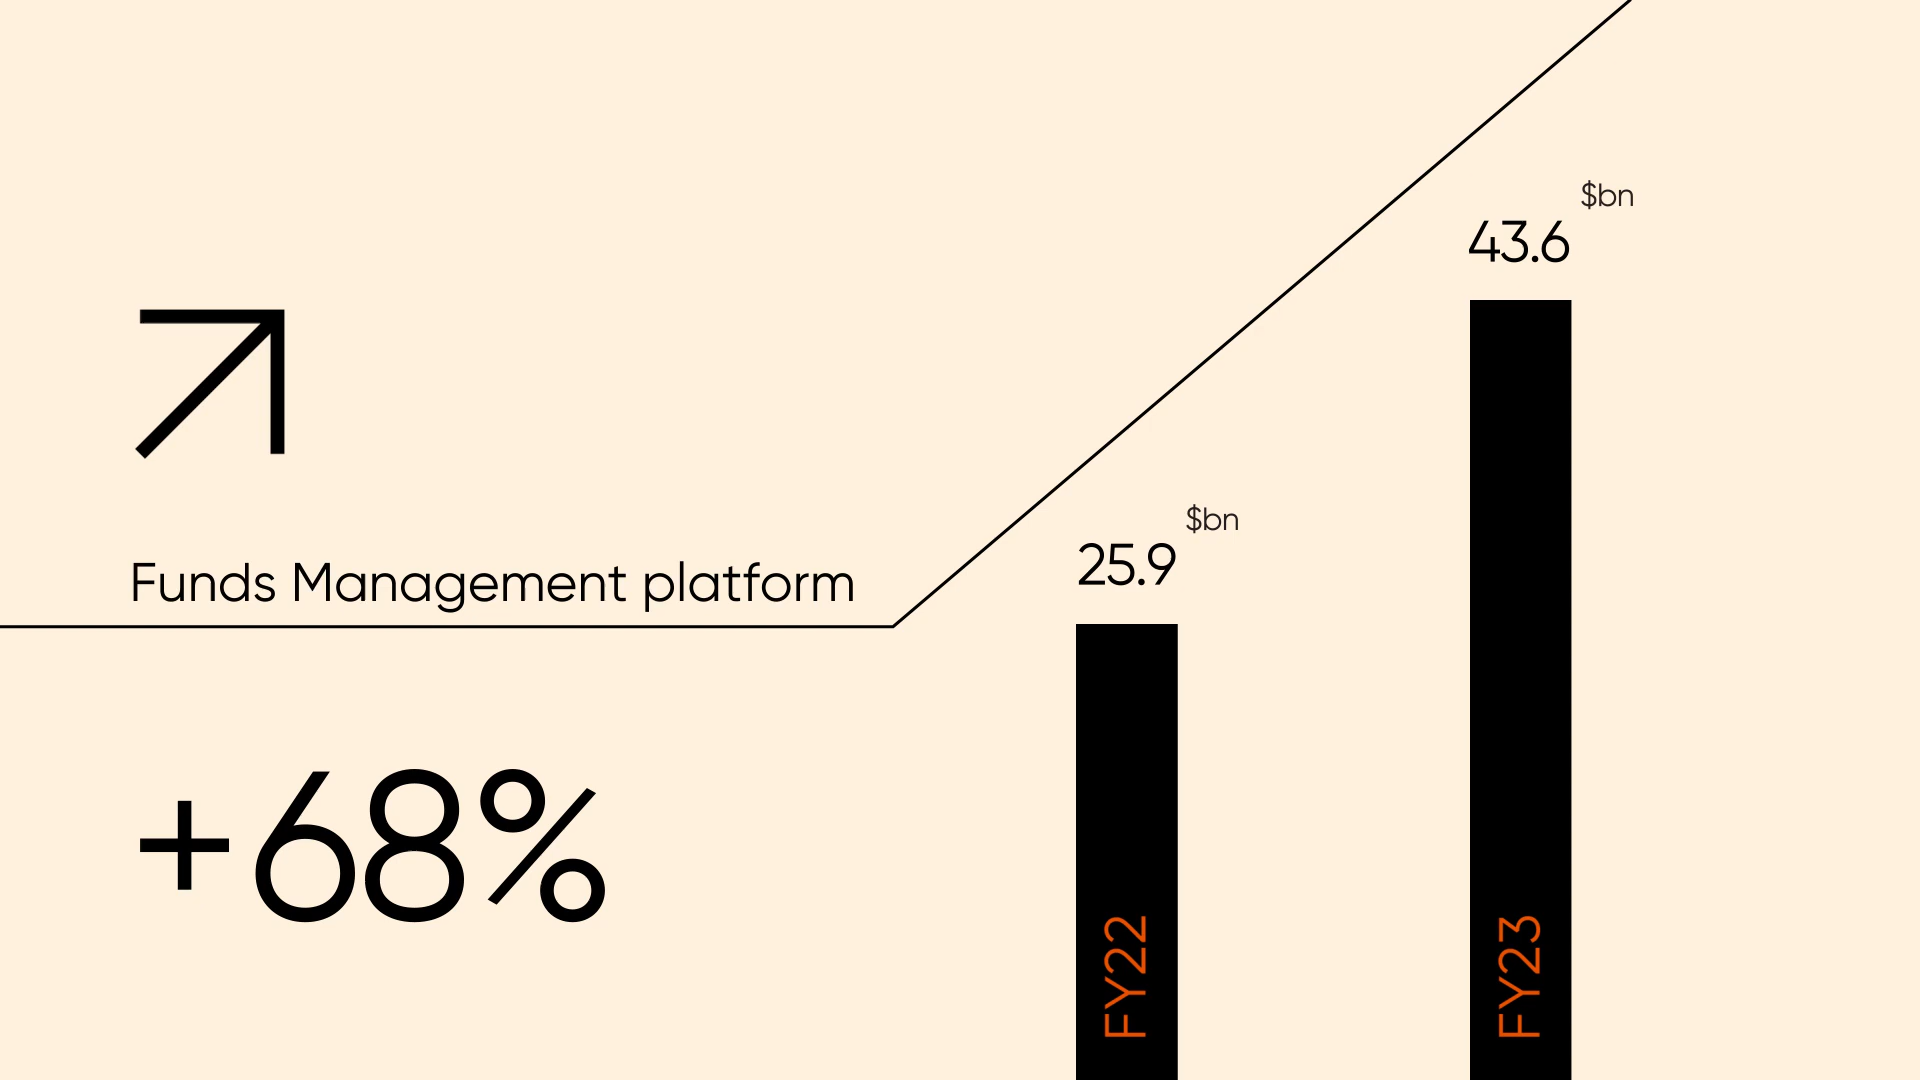 Funds Management platform
+68%
25.9 $bn
FY22
43.6 $bn
FY23